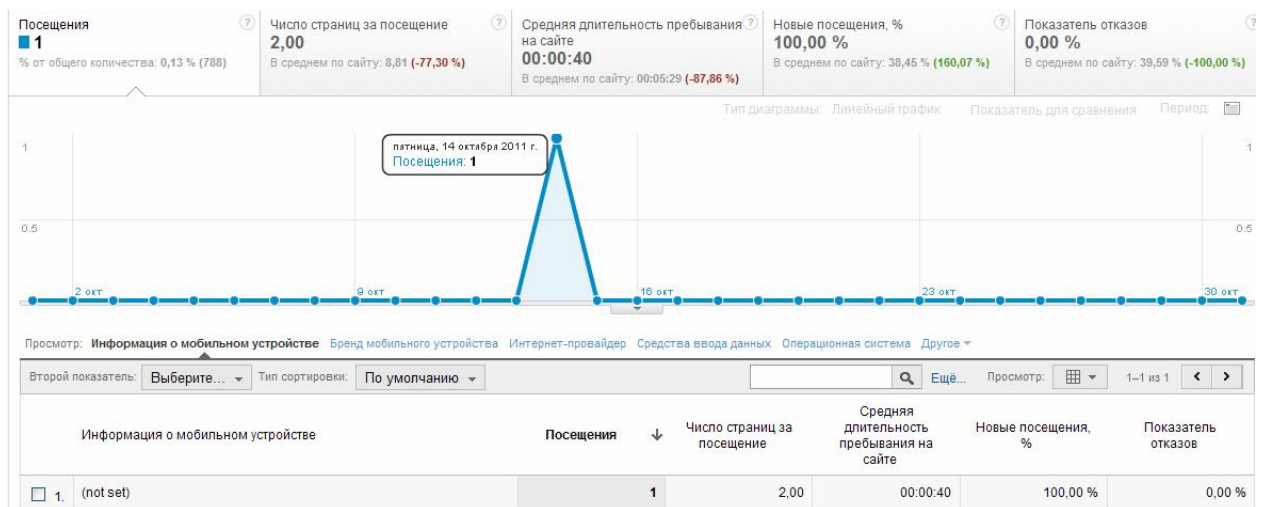 Посещения
1
% от общего количества: 0,13 % (788)
Число страниц за посещение
2,00
В среднем по сайту: 8,81 (-77,30 %)
Средняя длительность пребывания
на сайте
00:00:40
В среднем по сайту: 00:05:29 (-87,86 %)
Новые посещения, %
100,00 %
В среднем по сайту: 38,45 % (160,07 %)
Показатель отказов
0,00 %
В среднем по сайту: 39,59 % (-100,00 %)
Тип диаграммы: Линейный график Показатель для сравнения Период:
1 1
пятница, 14 октября 2011 г.
Посещения: 1
0.5 0.5
2 окт 9 окт 16 окт 23 окт 30 окт
Просмотр: Информация о мобильном устройстве Бренд мобильного устройства Интернет-провайдер Средства ввода данных Операционная система Другое
Второй показатель: Выберите... Тип сортировки: По умолчанию Ещё... Просмотр: 1–1 из 1
Информация о мобильном устройстве
Посещения
Число страниц за
посещение
Средняя
длительность
пребывания на
сайте
Новые посещения,
%
Показатель
отказов
1. (not set) 1 2,00 00:00:40 100,00 % 0,00 %